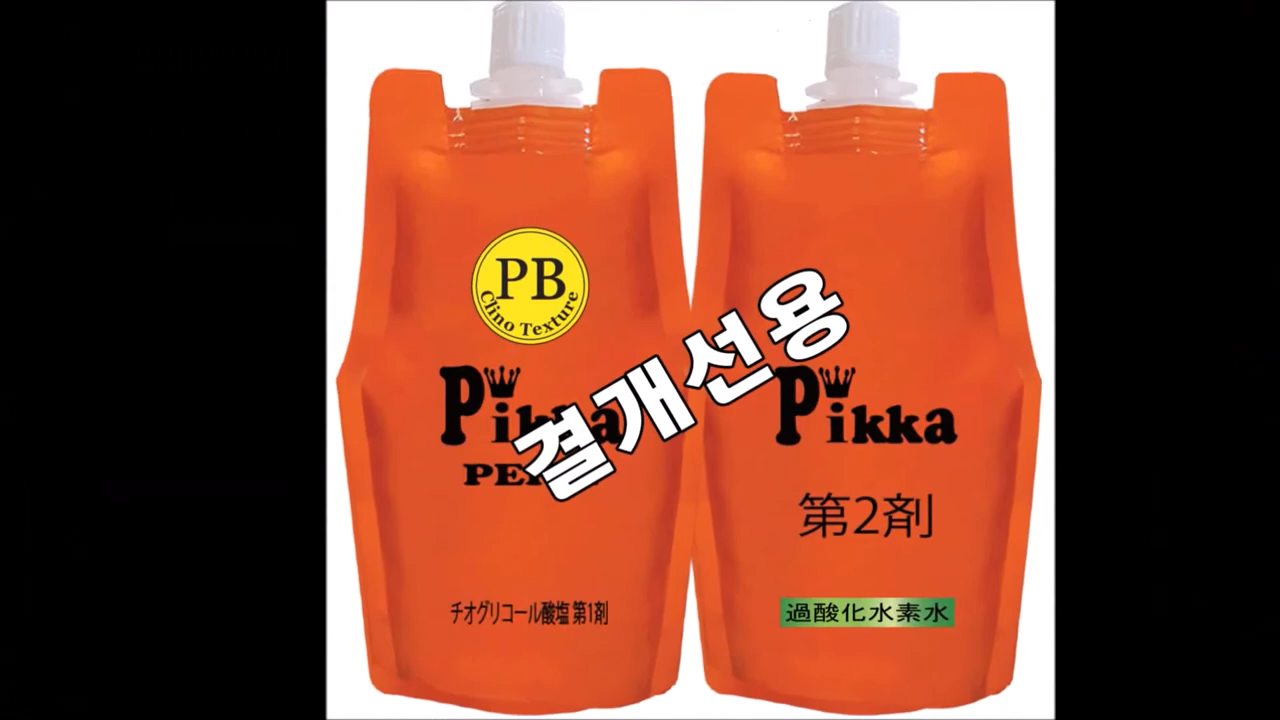 PB
Clino Texture
Pikka
チオグリコール酸塩 第1剤
Pikka
第2剤
過酸化水素水
결개선용